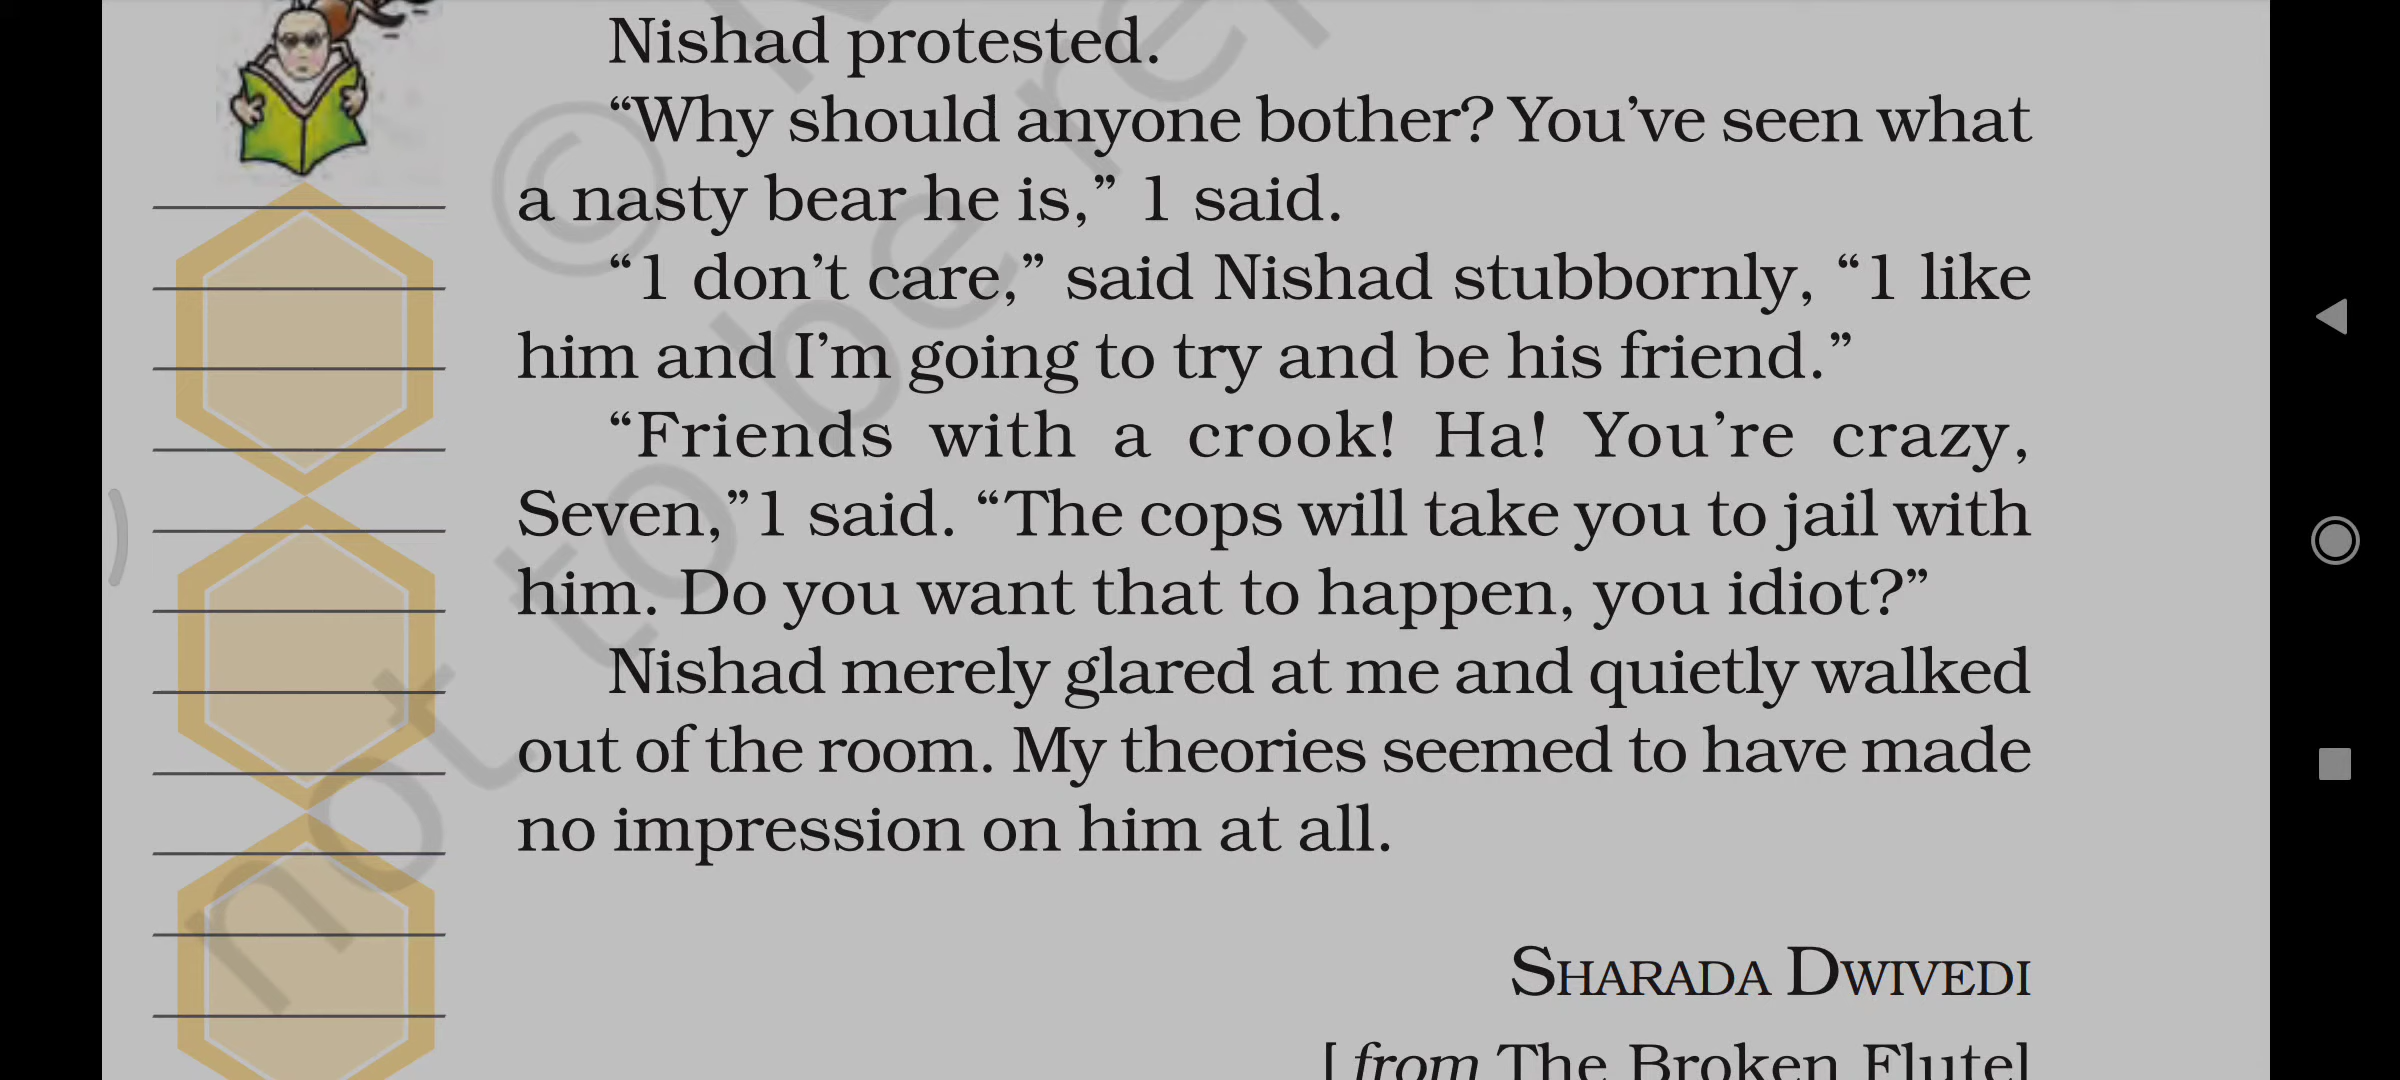 Nishad protested.
“Why should anyone bother? You’ve seen what
a nasty bear he is,” 1 said.
“1 don’t care,” said Nishad stubbornly, “1 like
him and I’m going to try and be his friend.”
“Friends with a crook! Ha! You’re crazy,
Seven,”1 said. “The cops will take you to jail with
him. Do you want that to happen, you idiot?”
Nishad merely glared at me and quietly walked
out of the room. My theories seemed to have made
no impression on him at all.
SHARADA DWIVEDI
[from The Broken Flute]
©
not to be re